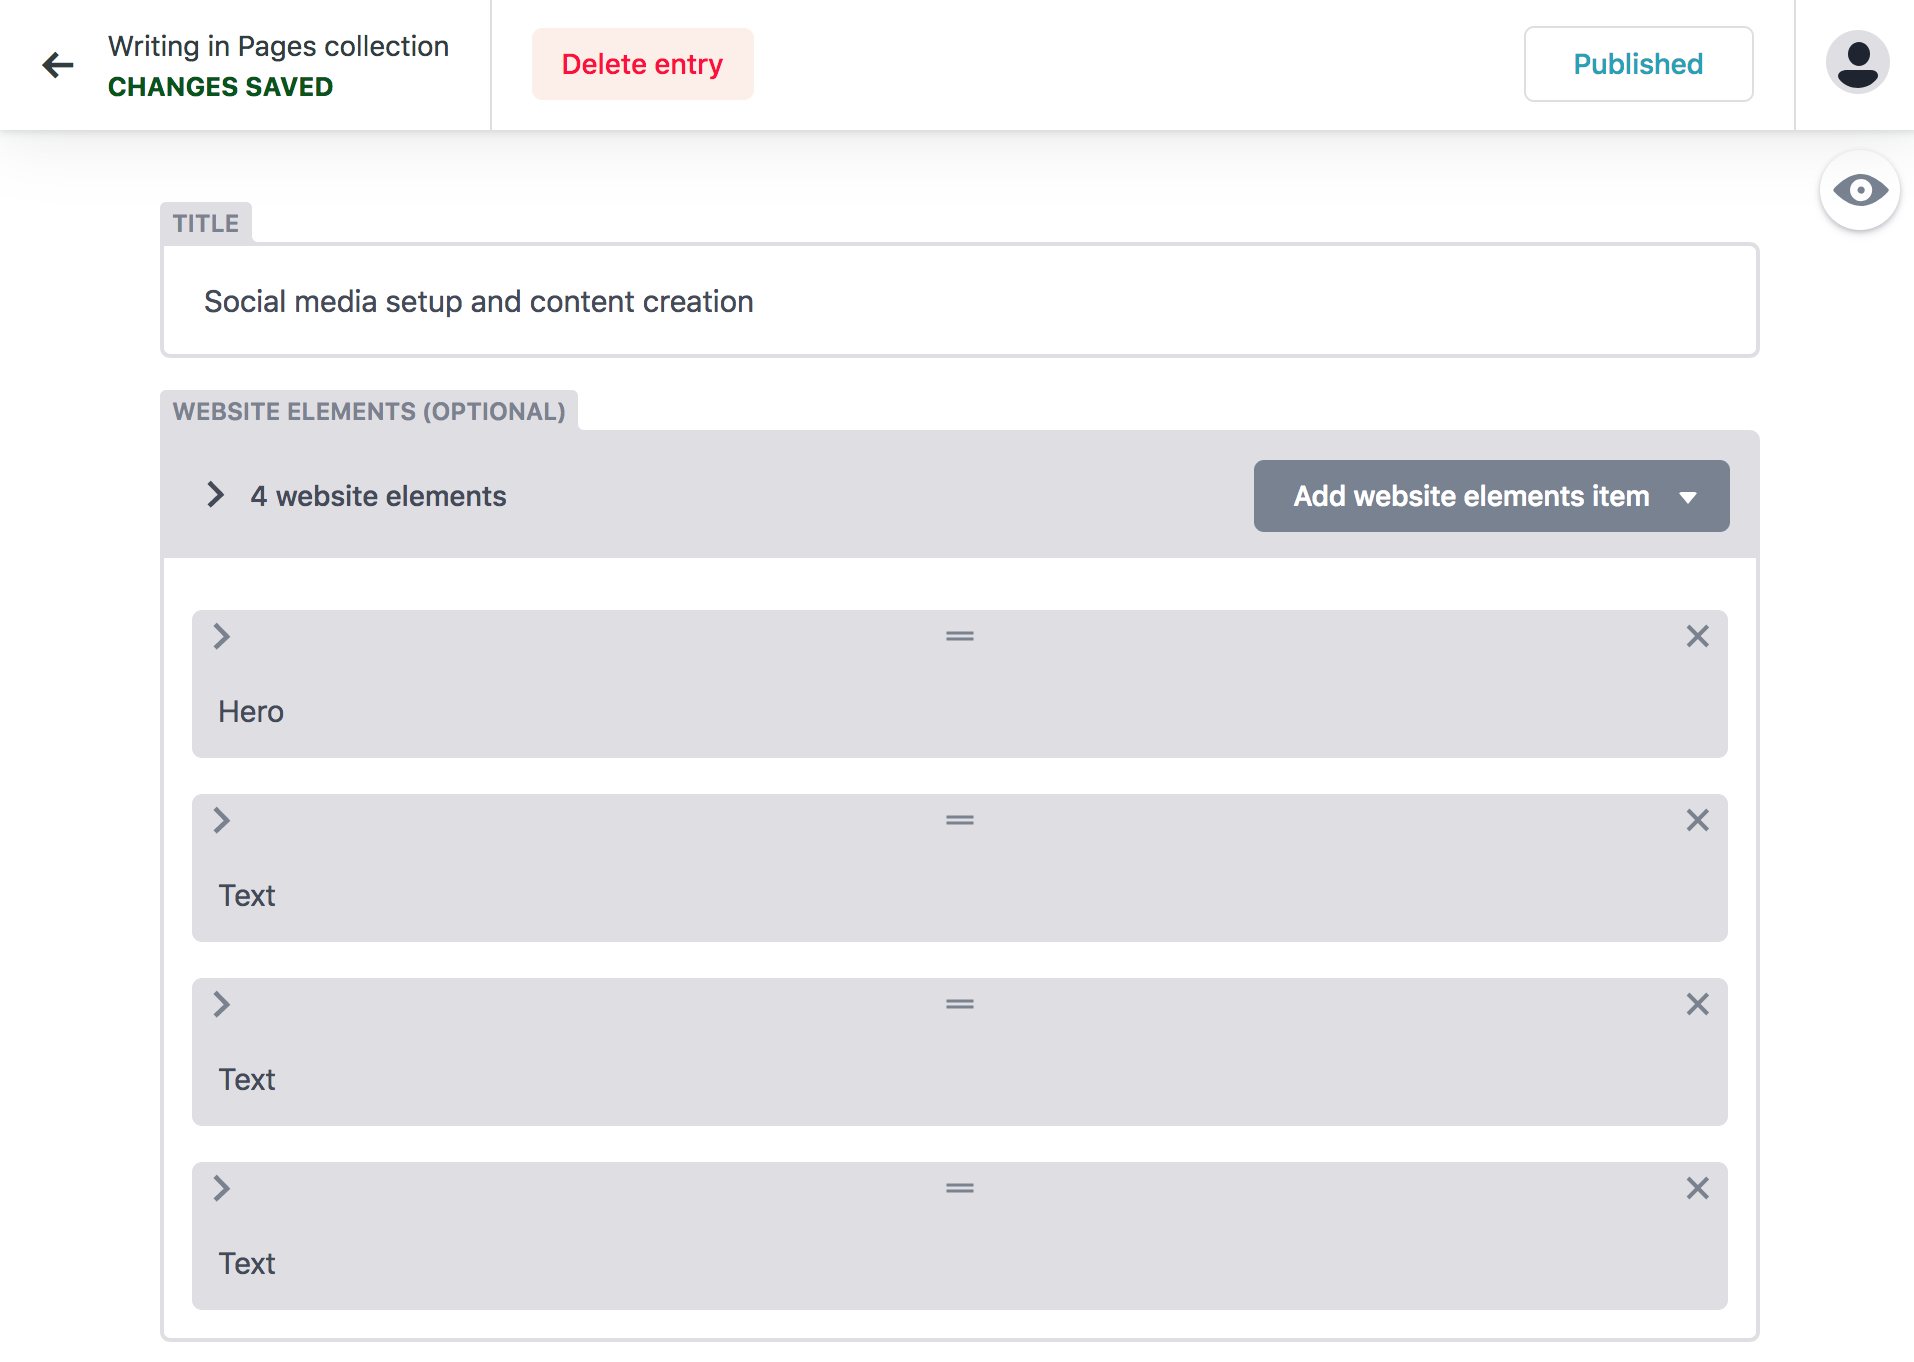 Writing in Pages collection
CHANGES SAVED
Delete entry
Published
TITLE
Social media setup and content creation
WEBSITE ELEMENTS (OPTIONAL)
4 website elements
Add website elements item
Hero
Text
Text
Text